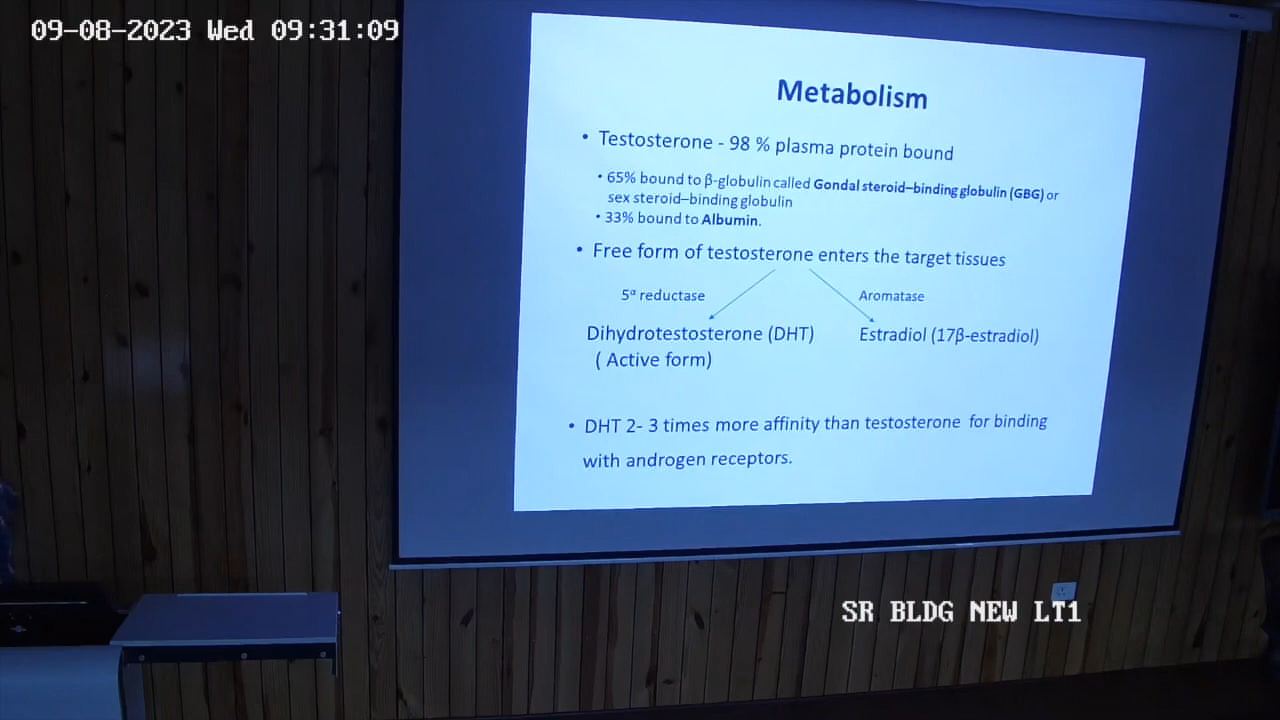 09-08-2023 Wed 09:31:09
Metabolism
• Testosterone - 98 % plasma protein bound
• 65% bound to β-globulin called Gondal steroid–binding globulin (GBG) or
sex steroid–binding globulin
• 33% bound to Albumin.
• Free form of testosterone enters the target tissues
5α reductase
Aromatase
Dihydrotestosterone (DHT)
Estradiol (17β-estradiol)
( Active form)
• DHT 2- 3 times more affinity than testosterone for binding
with androgen receptors.
SR BLDG NEW LT1